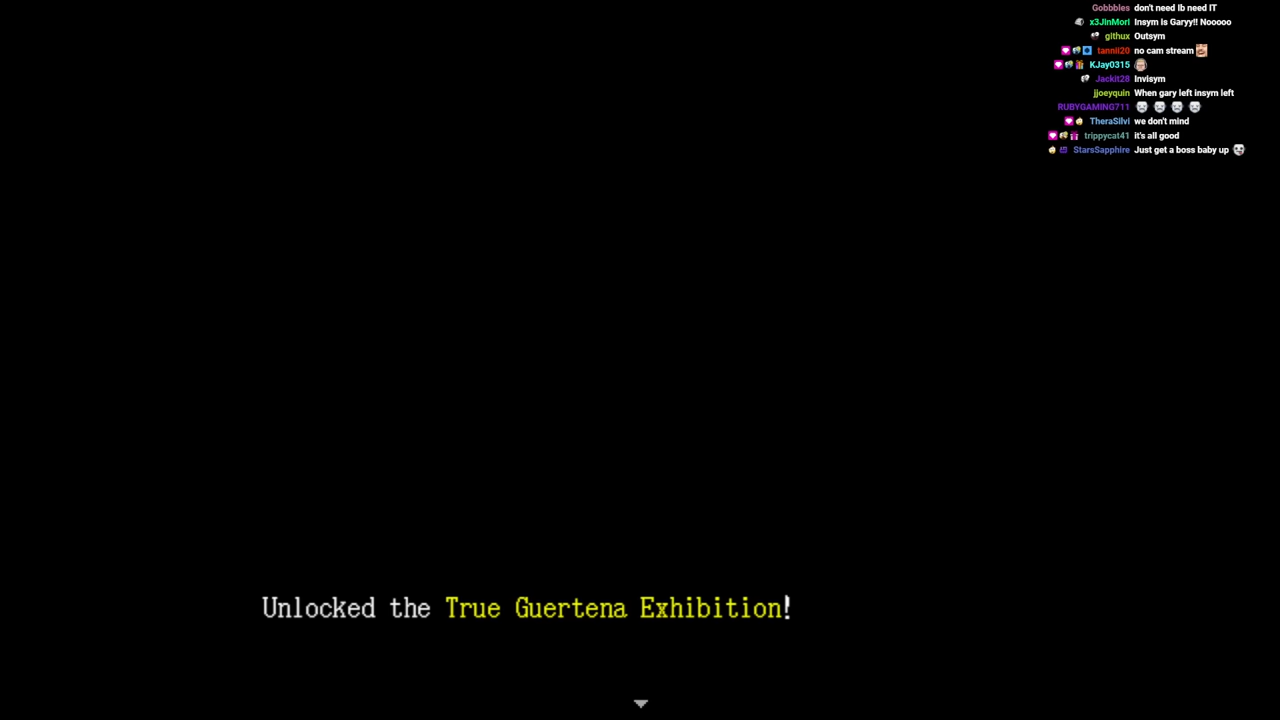 Gobbbles don't need Ib need IT
x3JinMori Insym is Garyy!! Nooooo
githux Outsym
tannii20 no cam stream
KJay0315
Jackit28 Invisym
jjoeyquin When gary left insym left
RUBYGAMING711
TheraSilvi we don't mind
trippycat41 it's all good
StarsSapphire Just get a boss baby up
Unlocked the True Guertena Exhibition!